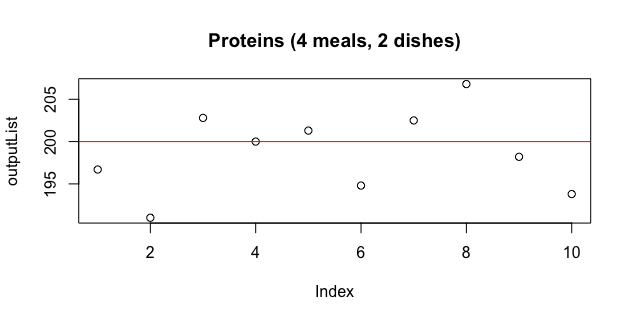 Proteins (4 meals, 2 dishes)
outputList
205
200
195
2 4 6 8 10
Index